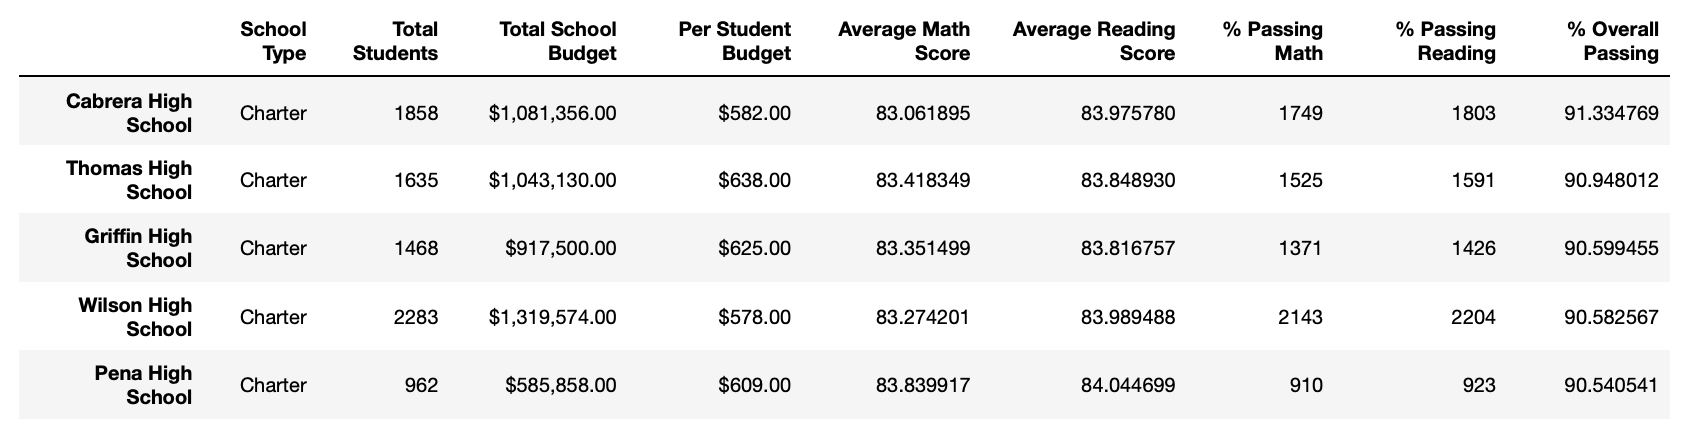 School Type Total Students Total School Budget Per Student Budget Average Math Score Average Reading Score % Passing Math % Passing Reading % Overall Passing
Cabrera High School Charter 1858 $1,081,356.00 $582.00 83.061895 83.975780 1749 1803 91.334769
Thomas High School Charter 1635 $1,043,130.00 $638.00 83.418349 83.848930 1525 1591 90.948012
Griffin High School Charter 1468 $917,500.00 $625.00 83.351499 83.816757 1371 1426 90.599455
Wilson High School Charter 2283 $1,319,574.00 $578.00 83.274201 83.989488 2143 2204 90.582567
Pena High School Charter 962 $585,858.00 $609.00 83.839917 84.044699 910 923 90.540541